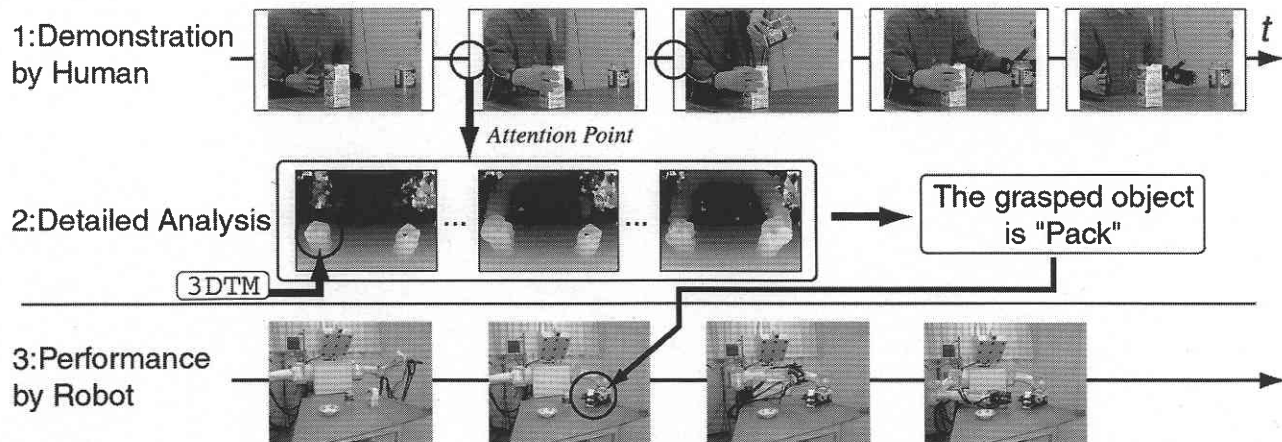 1:Demonstration
by Human
t
Attention Point
2:Detailed Analysis
... ...
The grasped object
is "Pack"
3DTM
3:Performance
by Robot